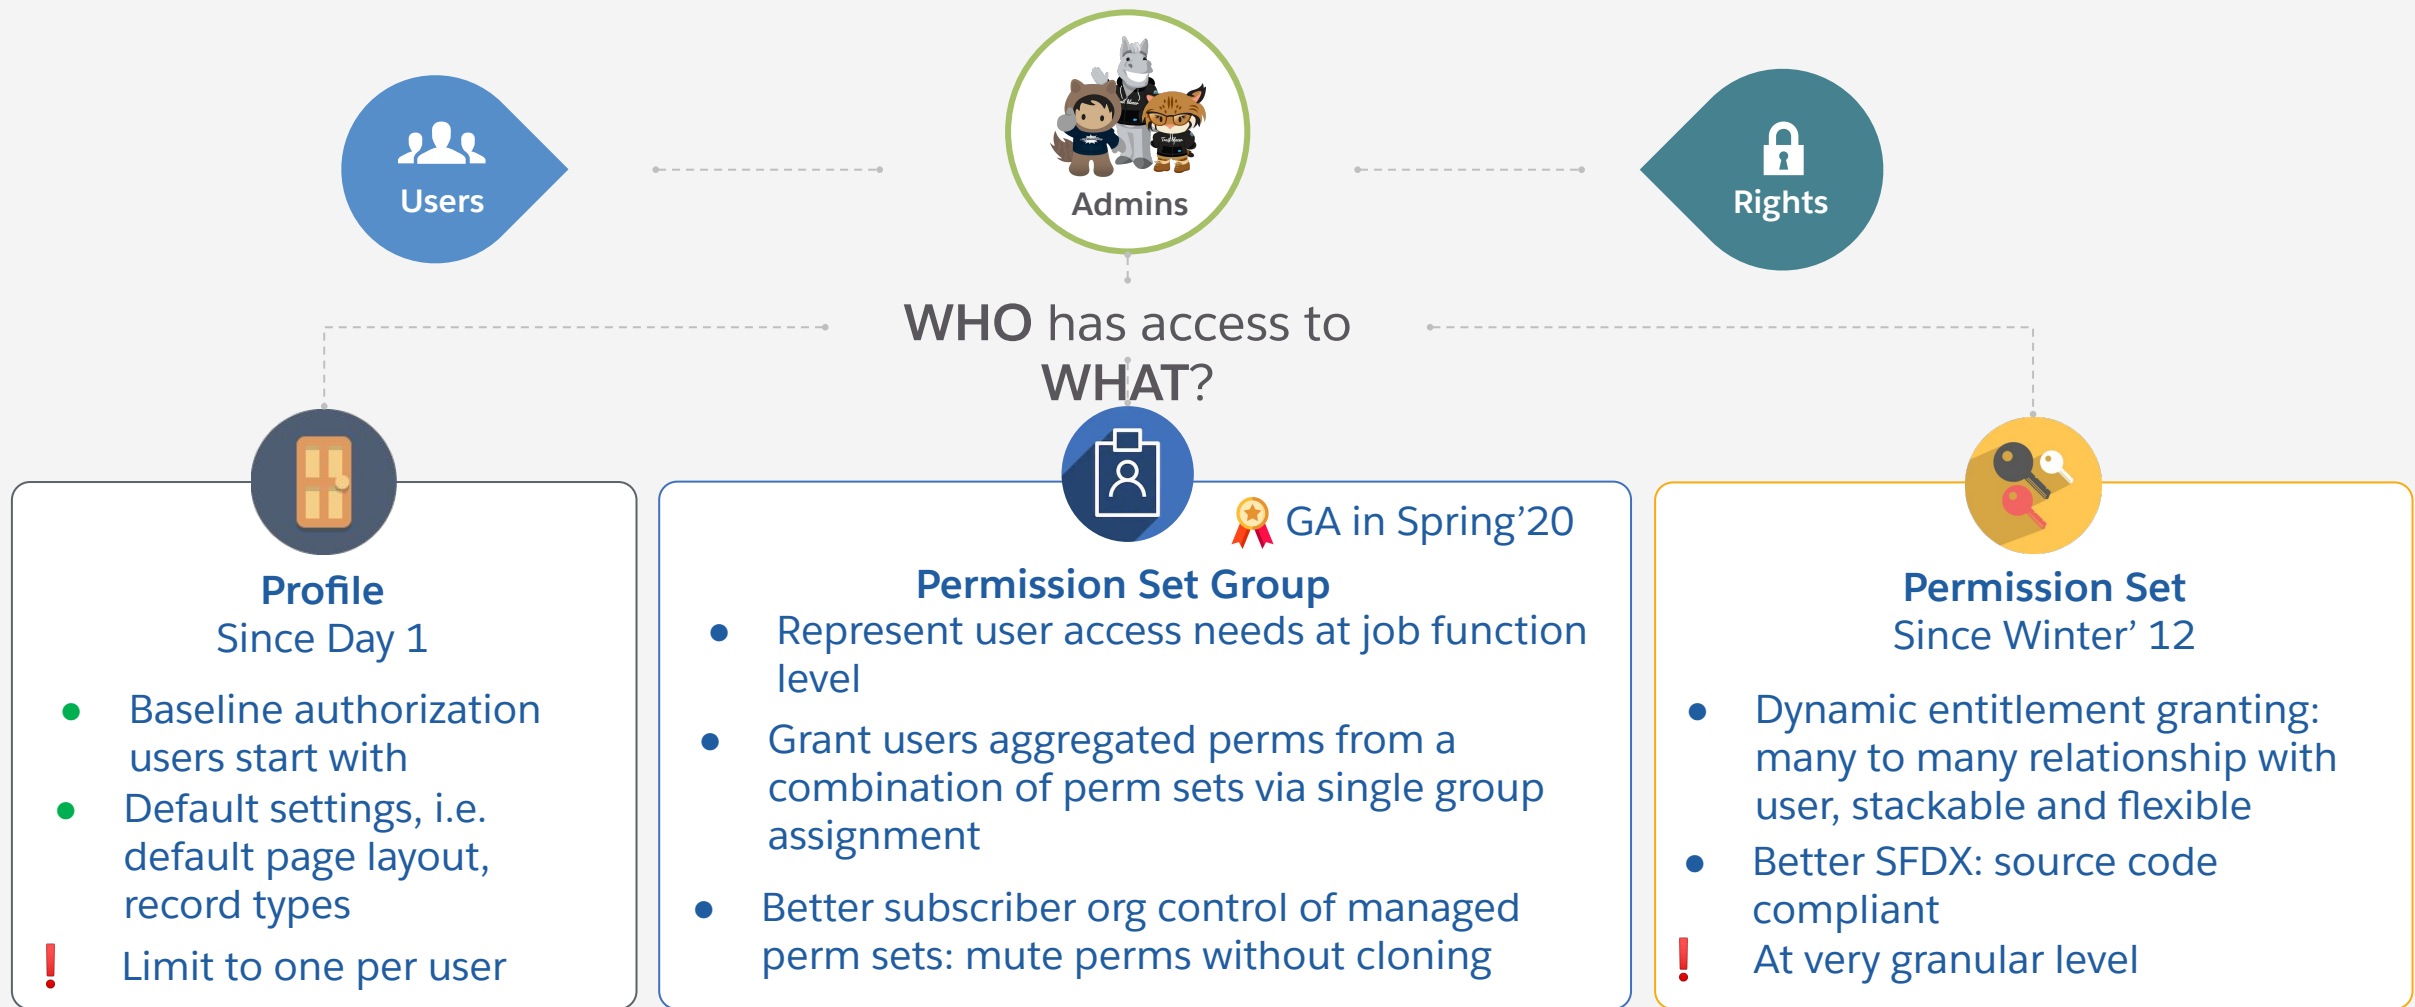 Users
Admins
Rights
WHO has access to
WHAT?
Profile
Since Day 1
● Baseline authorization
users start with
● Default settings, i.e.
default page layout,
record types
❗ Limit to one per user
GA in Spring’20
Permission Set Group
● Represent user access needs at job function
level
● Grant users aggregated perms from a
combination of perm sets via single group
assignment
● Better subscriber org control of managed
perm sets: mute perms without cloning
Permission Set
Since Winter’ 12
● Dynamic entitlement granting:
many to many relationship with
user, stackable and flexible
● Better SFDX: source code
compliant
❗ At very granular level